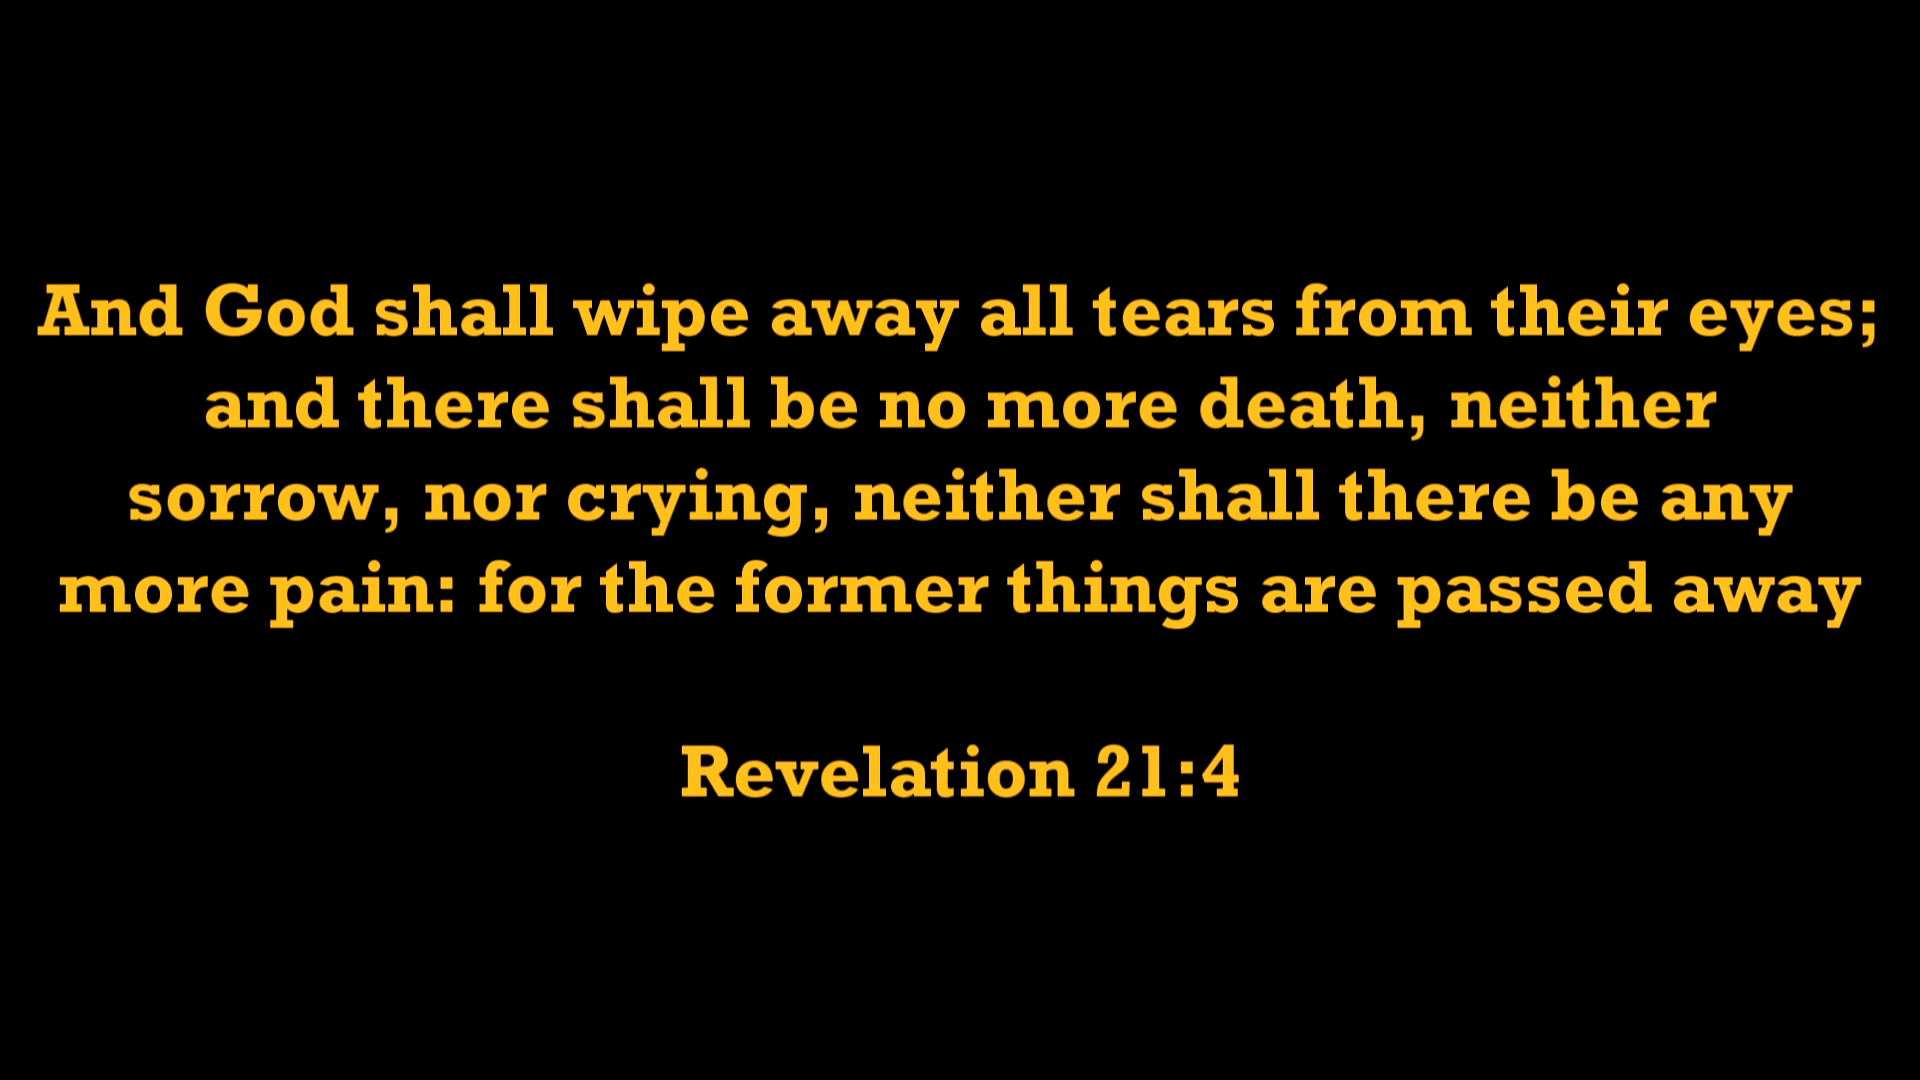 And God shall wipe away all tears from their eyes;
and there shall be no more death, neither
sorrow, nor crying, neither shall there be any
more pain: for the former things are passed away
Revelation 21:4